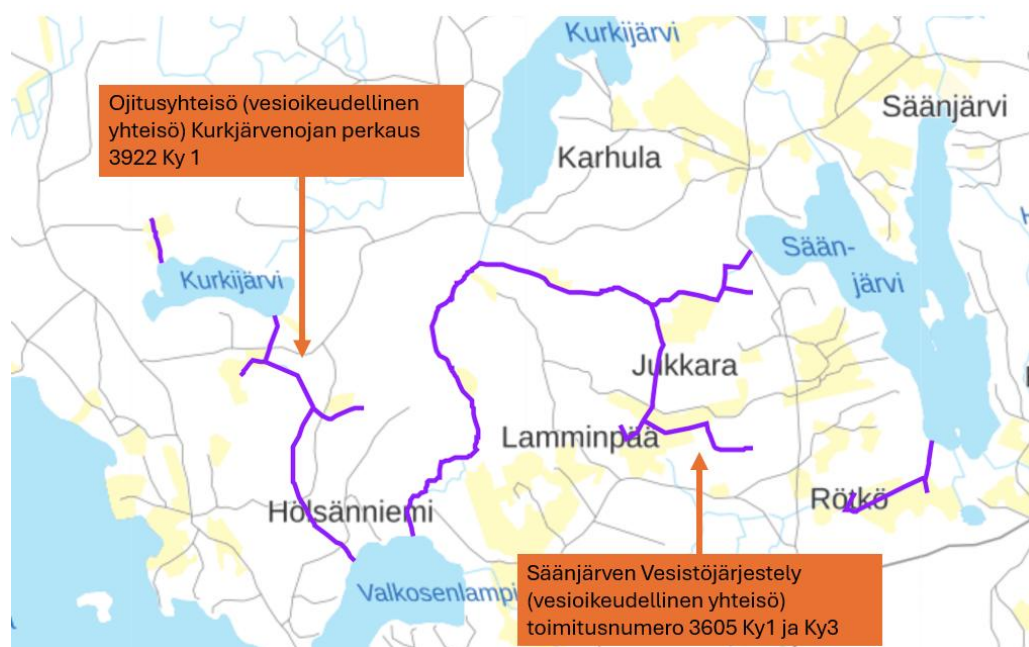 Kurkijärvi
Säänjärvi
Ojitusyhteisö (vesioikeudellinen
yhteisö) Kurkjärvenojan perkaus
3922 Ky 1
Karhula
Kurkijärvi
Sään-
järvi
Jukkara
Lamminpää
Hölsänniemi
Rötkö
Valkosenlampi
Säänjärven Vesistöjärjestely
(vesioikeudellinen yhteisö)
toimitusnumero 3605 Ky1 ja Ky3